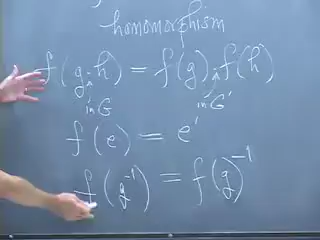 homomorphism
f(g·h) = f(g)·f(h)
in G in G'
f(e) = e'
f(g⁻¹) = f(g)⁻¹